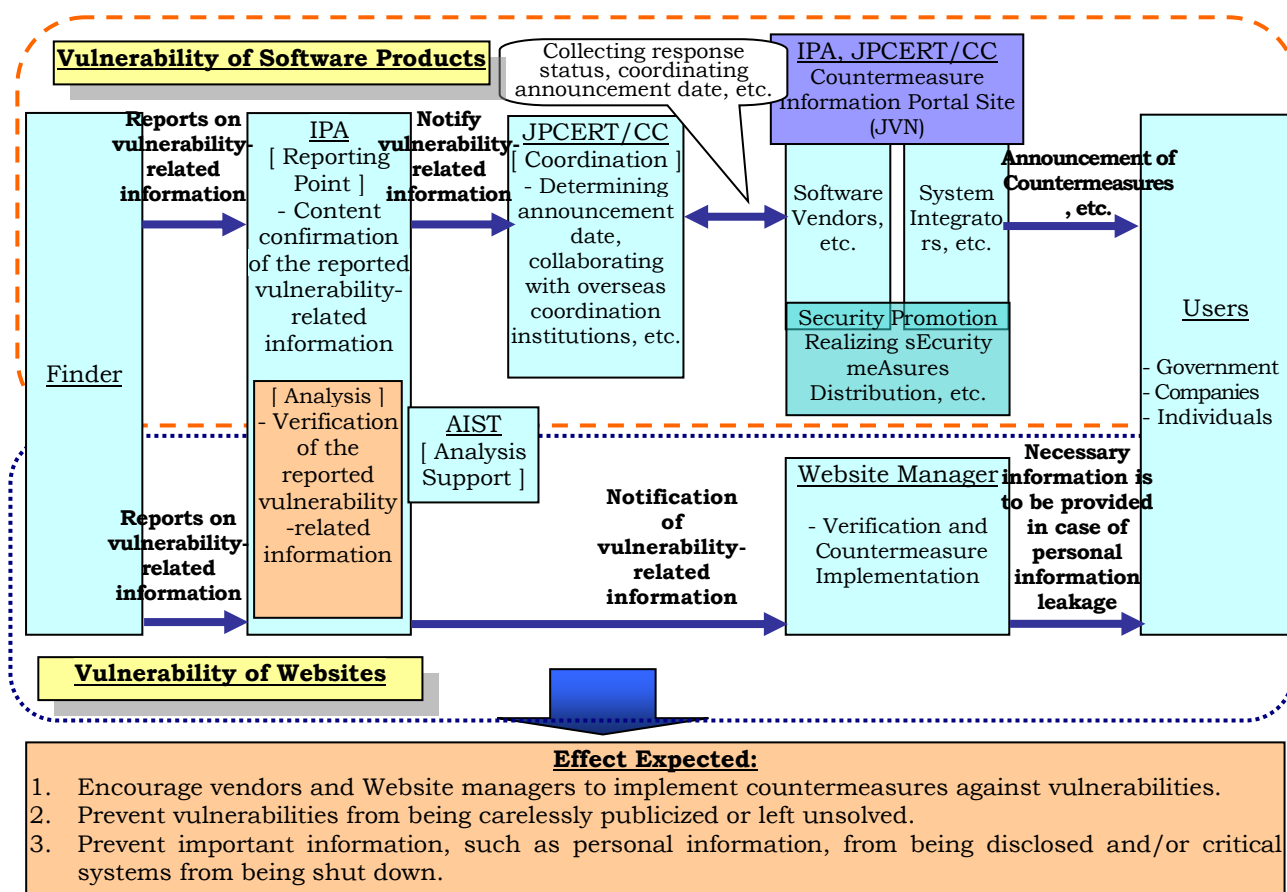 Vulnerability of Software Products
Collecting response
status, coordinating
announcement date, etc.
IPA, JPCERT/CC
Countermeasure
Information Portal Site
(JVN)
Finder
Reports on
vulnerability-
related
information
IPA
[ Reporting
Point ]
- Content
confirmation
of the reported
vulnerability-
related
information
Notify
vulnerability-
related
information
JPCERT/CC
[ Coordination ]
- Determining
announcement
date,
collaborating
with overseas
coordination
institutions, etc.
Software
Vendors,
etc.
System
Integrato
rs, etc.
Announcement of
Countermeasures
, etc.
Security Promotion
Realizing sEcurity
meAsures
Distribution, etc.
Users
- Government
- Companies
- Individuals
[ Analysis ]
- Verification
of the
reported
vulnerability
-related
information
AIST
[ Analysis
Support ]
Reports on
vulnerability-
related
information
Notification
of
vulnerability-
related
information
Website Manager
- Verification and
Countermeasure
Implementation
Necessary
information is
to be provided
in case of
personal
information
leakage
Vulnerability of Websites
Effect Expected:
1. Encourage vendors and Website managers to implement countermeasures against vulnerabilities.
2. Prevent vulnerabilities from being carelessly publicized or left unsolved.
3. Prevent important information, such as personal information, from being disclosed and/or critical
systems from being shut down.